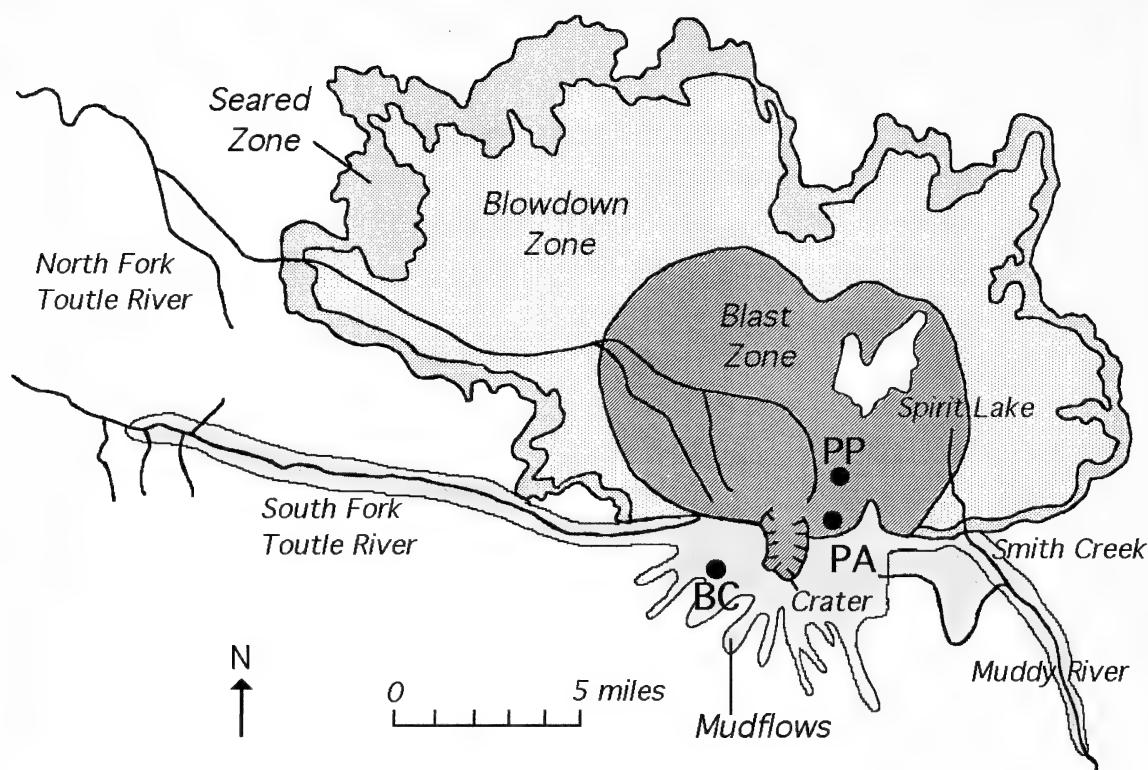 Seared
Zone
Blowdown
Zone
North Fork
Toutle River
Blast
Zone
Spirit Lake
PP
South Fork
Toutle River
Smith Creek
PA
BC
Crater
N
0 5 miles
Muddy River
Mudflows